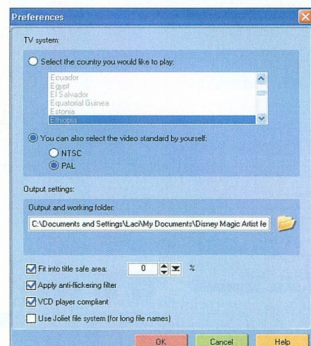 Preferences
TV system:
Select the country you would like to play:
Ecuador
Egypt
El Salvador
Equatorial Guinea
Estonia
Ethiopia
You can also select the video standard by yourself:
NTSC
PAL
Output settings:
Output and working folder:
C:\Documents and Settings\Laci\My Documents\Disney Magic Artist fe
Fit into title safe area: 0 %
Apply anti-flickering filter
VCD player compliant
Use Joliet file system (for long file names)
OK Cancel Help